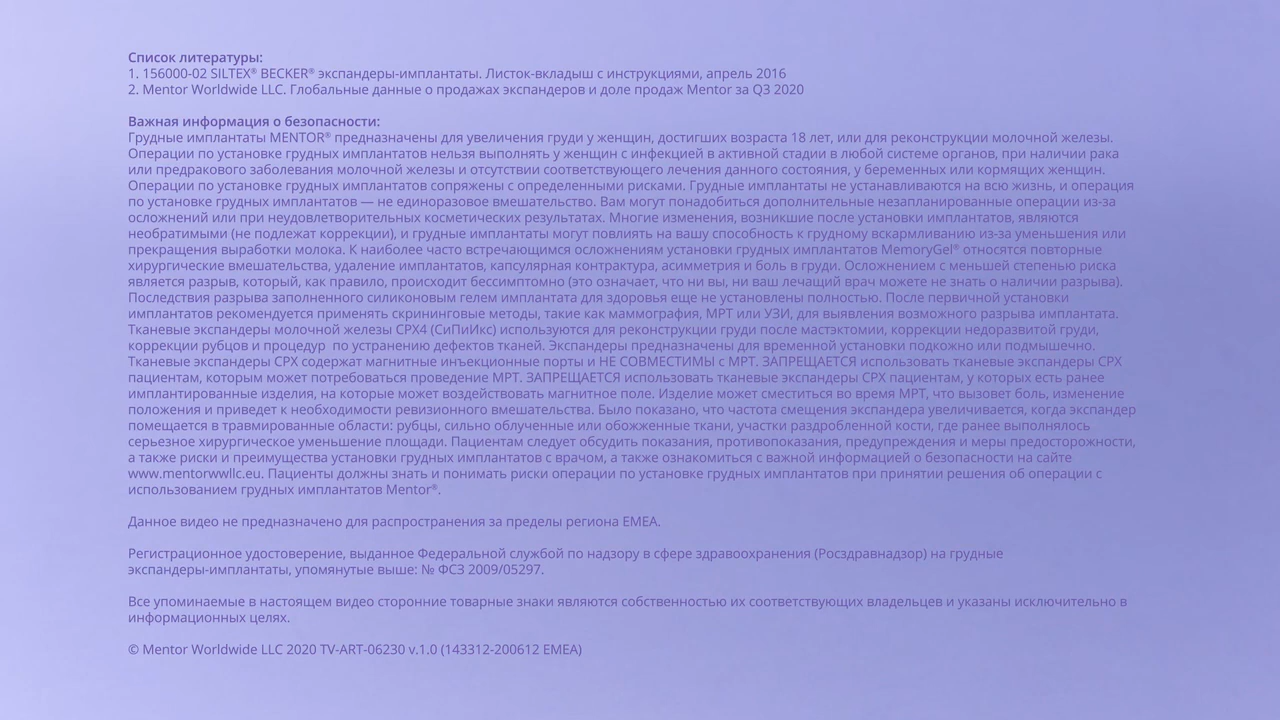 Список литературы:
1. 156000-02 SILTEX® BECKER® экспандеры-имплантаты. Листок-вкладыш с инструкциями, апрель 2016
2. Mentor Worldwide LLC. Глобальные данные о продажах экспандеров и доле продаж Mentor за Q3 2020
Важная информация о безопасности:
Грудные имплантаты MENTOR® предназначены для увеличения груди у женщин, достигших возраста 18 лет, или для реконструкции молочной железы.
Операции по установке грудных имплантатов нельзя выполнять у женщин с инфекцией в активной стадии в любой системе органов, при наличии рака
или предракового заболевания молочной железы и отсутствии соответствующего лечения данного состояния, у беременных или кормящих женщин.
Операции по установке грудных имплантатов сопряжены с определенными рисками. Грудные имплантаты не устанавливаются на всю жизнь, и операция
по установке грудных имплантатов — не единоразовое вмешательство. Вам могут понадобиться дополнительные незапланированные операции из-за
осложнений или при неудовлетворительных косметических результатах. Многие изменения, возникшие после установки имплантатов, являются
необратимыми (не подлежат коррекции), и грудные имплантаты могут повлиять на вашу способность к грудному вскармливанию из-за уменьшения или
прекращения выработки молока. К наиболее часто встречающимся осложнениям установки грудных имплантатов MemoryGel® относятся повторные
хирургические вмешательства, удаление имплантатов, капсулярная контрактура, асимметрия и боль в груди. Осложнением с меньшей степенью риска
является разрыв, который, как правило, происходит бессимптомно (это означает, что ни вы, ни ваш лечащий врач можете не знать о наличии разрыва).
Последствия разрыва заполненного силиконовым гелем имплантата для здоровья еще не установлены полностью. После первичной установки
имплантатов рекомендуется применять скрининговые методы, такие как маммография, МРТ или УЗИ, для выявления возможного разрыва имплантата.
Тканевые экспандеры молочной железы CPX4 (СиПиИкс) используются для реконструкции груди после мастэктомии, коррекции недоразвитой груди,
коррекции рубцов и процедур  по устранению дефектов тканей. Экспандеры предназначены для временной установки подкожно или подмышечно.
Тканевые экспандеры CPX содержат магнитные инъекционные порты и НЕ СОВМЕСТИМЫ с МРТ. ЗАПРЕЩАЕТСЯ использовать тканевые экспандеры CPX
пациентам, которым может потребоваться проведение МРТ. ЗАПРЕЩАЕТСЯ использовать тканевые экспандеры CPX пациентам, у которых есть ранее
имплантированные изделия, на которые может воздействовать магнитное поле. Изделие может сместиться во время МРТ, что вызовет боль, изменение
положения и приведет к необходимости ревизионного вмешательства. Было показано, что частота смещения экспандера увеличивается, когда экспандер
помещается в травмированные области: рубцы, сильно облученные или обожженные ткани, участки раздробленной кости, где ранее выполнялось
серьезное хирургическое уменьшение площади. Пациентам следует обсудить показания, противопоказания, предупреждения и меры предосторожности,
а также риски и преимущества установки грудных имплантатов с врачом, а также ознакомиться с важной информацией о безопасности на сайте
www.mentorwwllc.eu. Пациенты должны знать и понимать риски операции по установке грудных имплантатов при принятии решения об операции с
использованием грудных имплантатов Mentor®.
Данное видео не предназначено для распространения за пределы региона EMEA.
Регистрационное удостоверение, выданное Федеральной службой по надзору в сфере здравоохранения (Росздравнадзор) на грудные
экспандеры-имплантаты, упомянутые выше: № ФСЗ 2009/05297.
Все упоминаемые в настоящем видео сторонние товарные знаки являются собственностью их соответствующих владельцев и указаны исключительно в
информационных целях.
© Mentor Worldwide LLC 2020 TV-ART-06230 v.1.0 (143312-200612 EMEA)